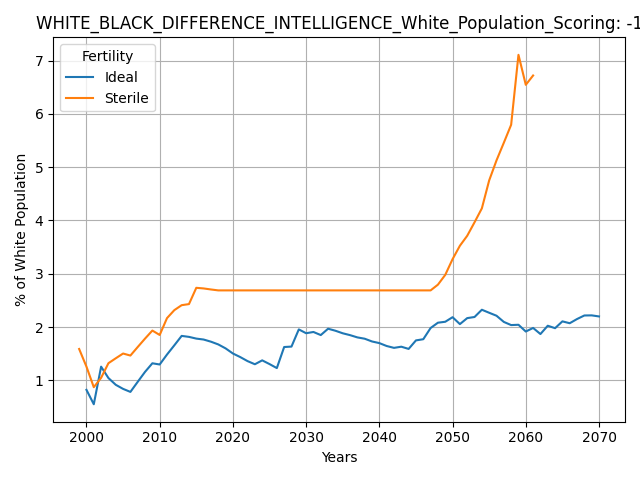 WHITE_BLACK_DIFFERENCE_INTELLIGENCE_White_Population_Scoring: -1
Fertility
Ideal
Sterile
% of White Population
7
6
5
4
3
2
1
2000 2010 2020 2030 2040 2050 2060 2070
Years